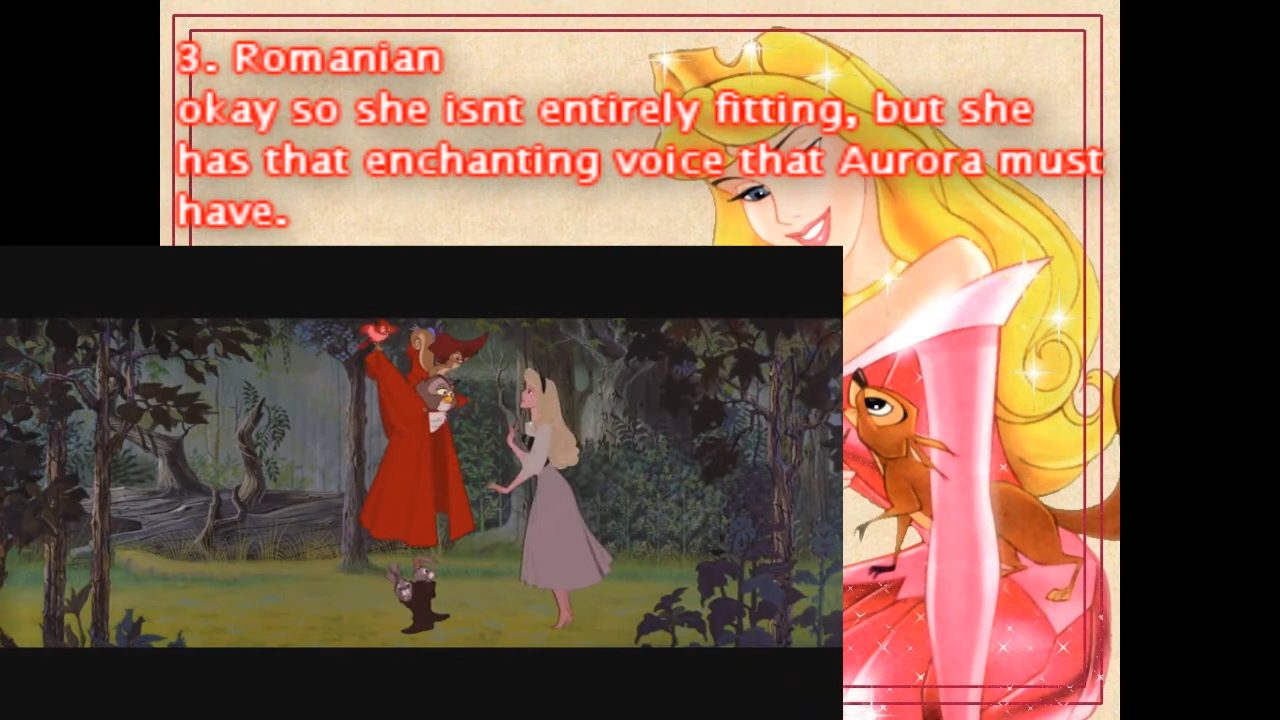 3. Romanian
okay so she isnt entirely fitting, but she
has that enchanting voice that Aurora must
have.